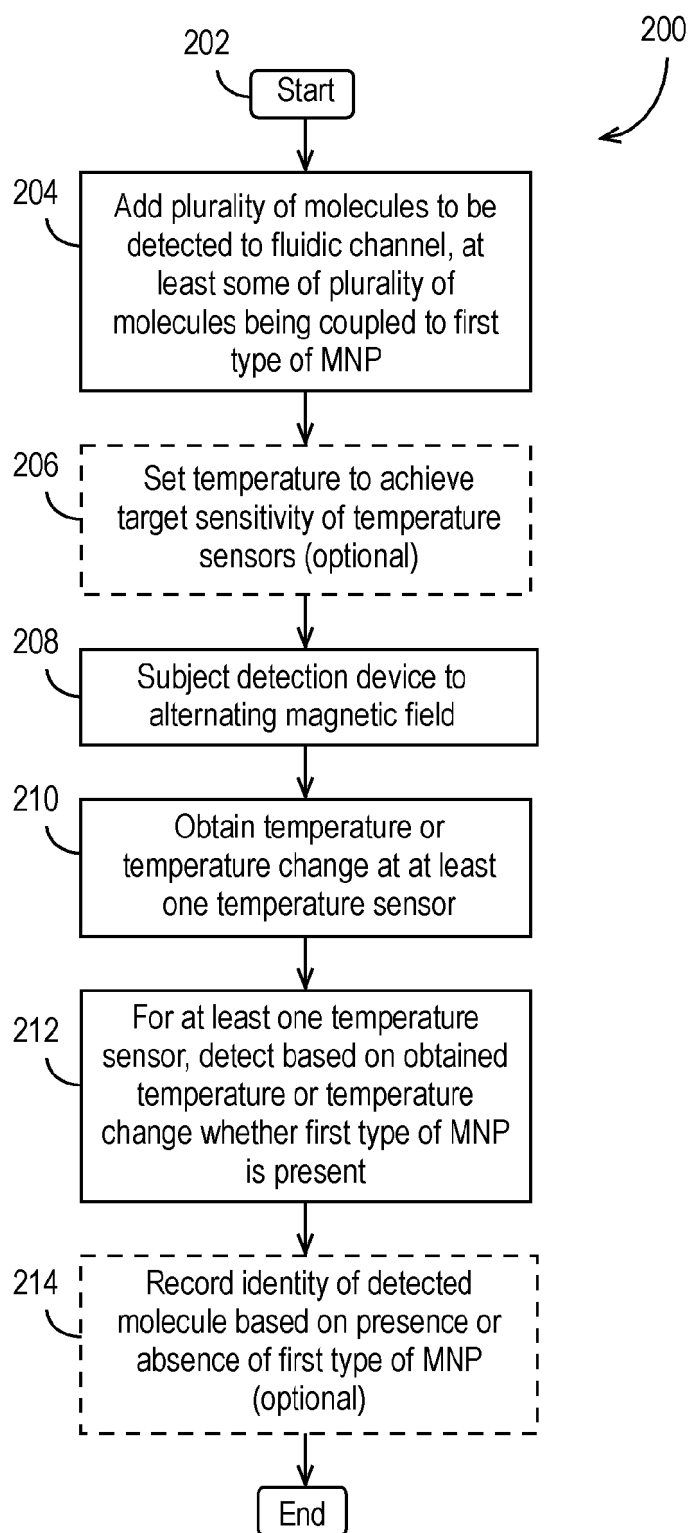 200
202
Start
204
Add plurality of molecules to be
detected to fluidic channel, at
least some of plurality of
molecules being coupled to first
type of MNP
206
Set temperature to achieve
target sensitivity of temperature
sensors (optional)
208
Subject detection device to
alternating magnetic field
210
Obtain temperature or
temperature change at at least
one temperature sensor
212
For at least one temperature
sensor, detect based on obtained
temperature or temperature
change whether first type of MNP
is present
214
Record identity of detected
molecule based on presence or
absence of first type of MNP
(optional)
End